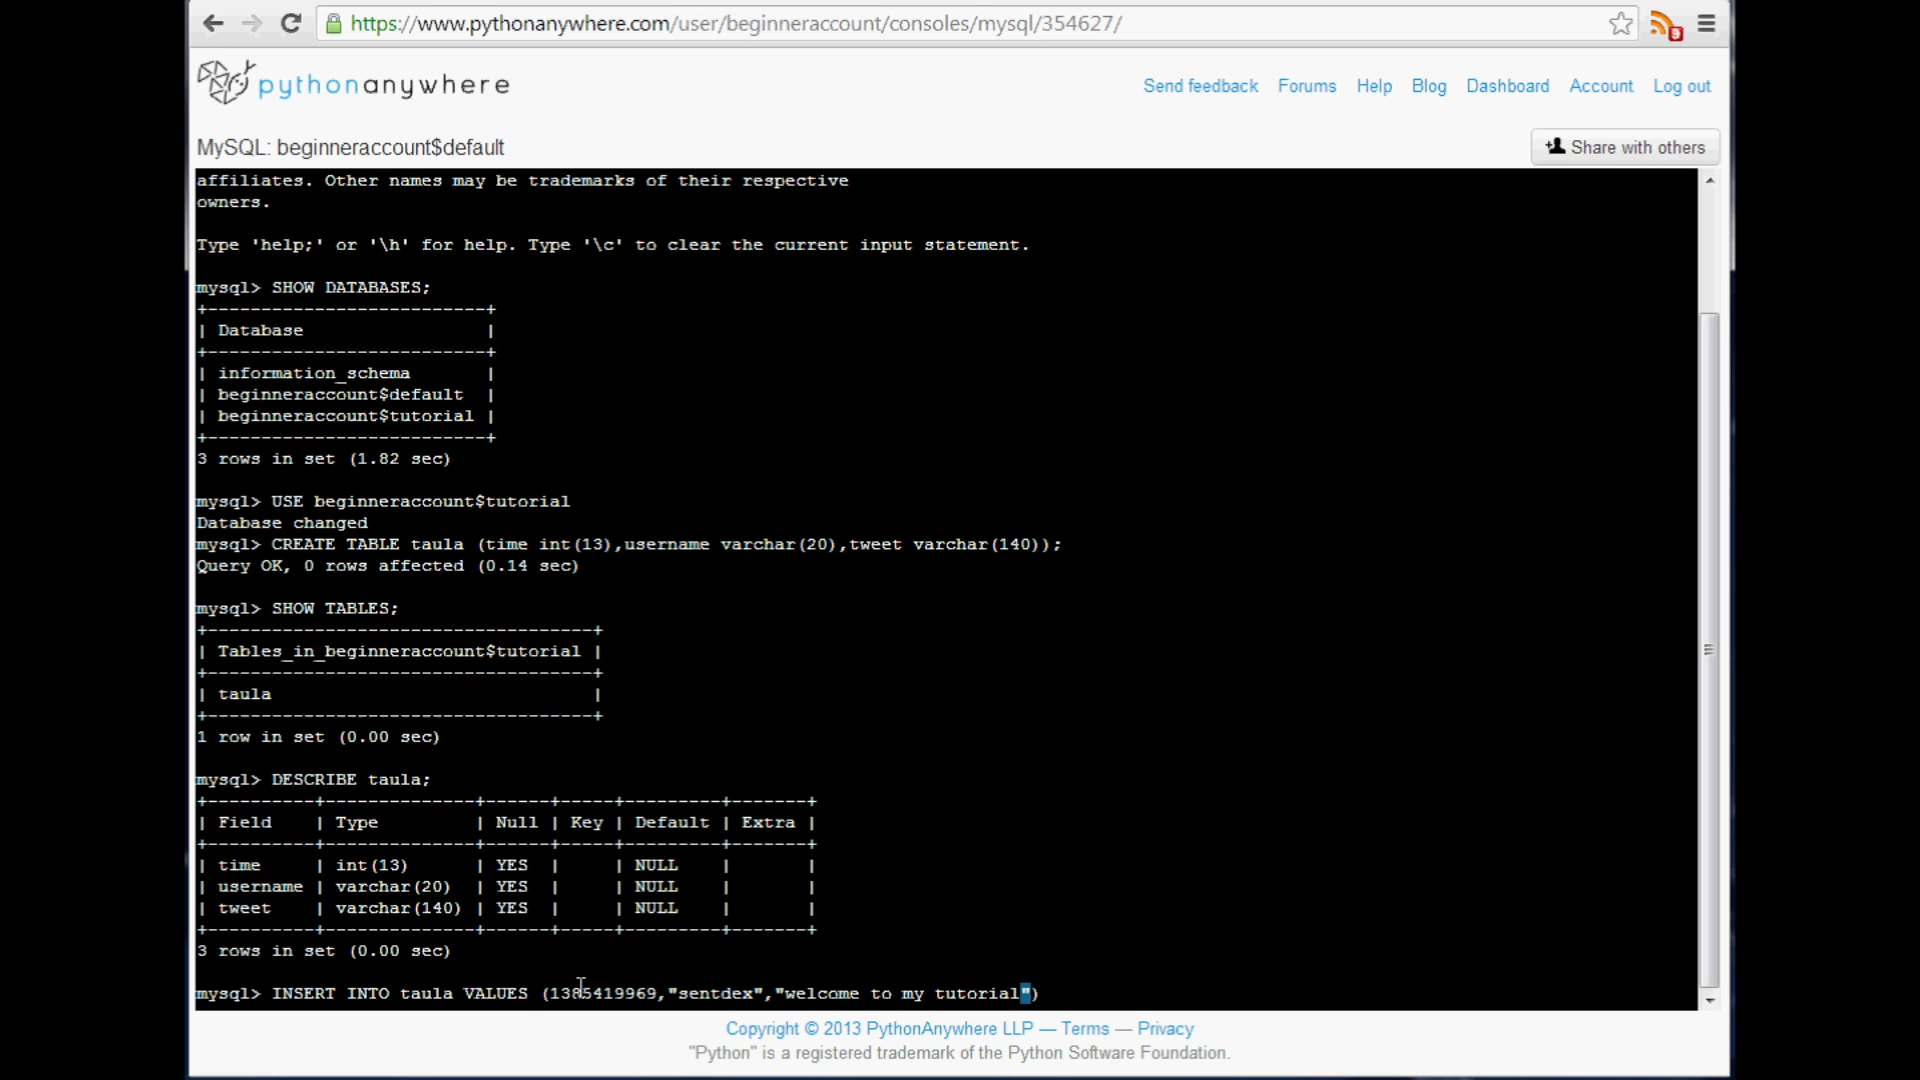 https://www.pythonanywhere.com/user/beginneraccount/consoles/mysql/354627/
9
pythonanywhere
Send feedback Forums Help Blog Dashboard Account Log out
MySQL: beginneraccount$default
Share with others
affiliates. Other names may be trademarks of their respective
owners.
Type 'help;' or '\h' for help. Type '\c' to clear the current input statement.
mysql> SHOW DATABASES;
+--------------------------+
| Database                 |
+--------------------------+
| information_schema       |
| beginneraccount$default  |
| beginneraccount$tutorial |
+--------------------------+
3 rows in set (1.82 sec)
mysql> USE beginneraccount$tutorial
Database changed
mysql> CREATE TABLE taula (time int(13),username varchar(20),tweet varchar(140));
Query OK, 0 rows affected (0.14 sec)
mysql> SHOW TABLES;
+------------------------------------+
| Tables_in_beginneraccount$tutorial |
+------------------------------------+
| taula                              |
+------------------------------------+
1 row in set (0.00 sec)
mysql> DESCRIBE taula;
+----------+--------------+------+-----+---------+-------+
| Field    | Type         | Null | Key | Default | Extra |
+----------+--------------+------+-----+---------+-------+
| time     | int(13)      | YES  |     | NULL    |       |
| username | varchar(20)  | YES  |     | NULL    |       |
| tweet    | varchar(140) | YES  |     | NULL    |       |
+----------+--------------+------+-----+---------+-------+
3 rows in set (0.00 sec)
mysql> INSERT INTO taula VALUES (1385419969,"sentdex","welcome to my tutorial")
Copyright © 2013 PythonAnywhere LLP — Terms — Privacy
"Python" is a registered trademark of the Python Software Foundation.